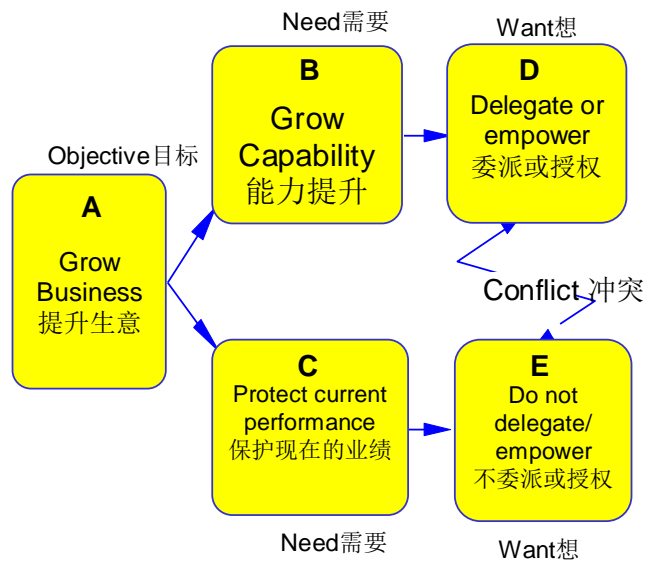 Need需要
Want想
B
Grow
Capability
能力提升
D
Delegate or
empower
委派或授权
Objective目标
A
Grow
Business
提升生意
Conflict 冲突
C
Protect current
performance
保护现在的业绩
E
Do not
delegate/
empower
不委派或授权
Need需要
Want想